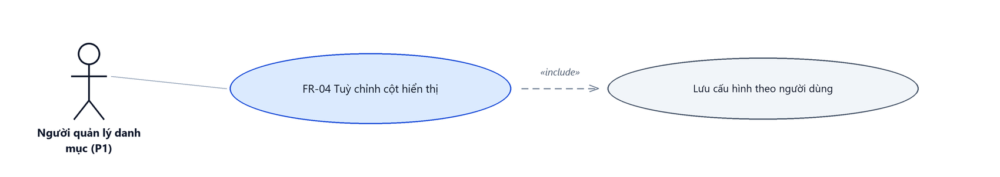 «include»
FR-04 Tuỳ chỉnh cột hiển thị
Lưu cấu hình theo người dùng
Người quản lý danh
mục (P1)